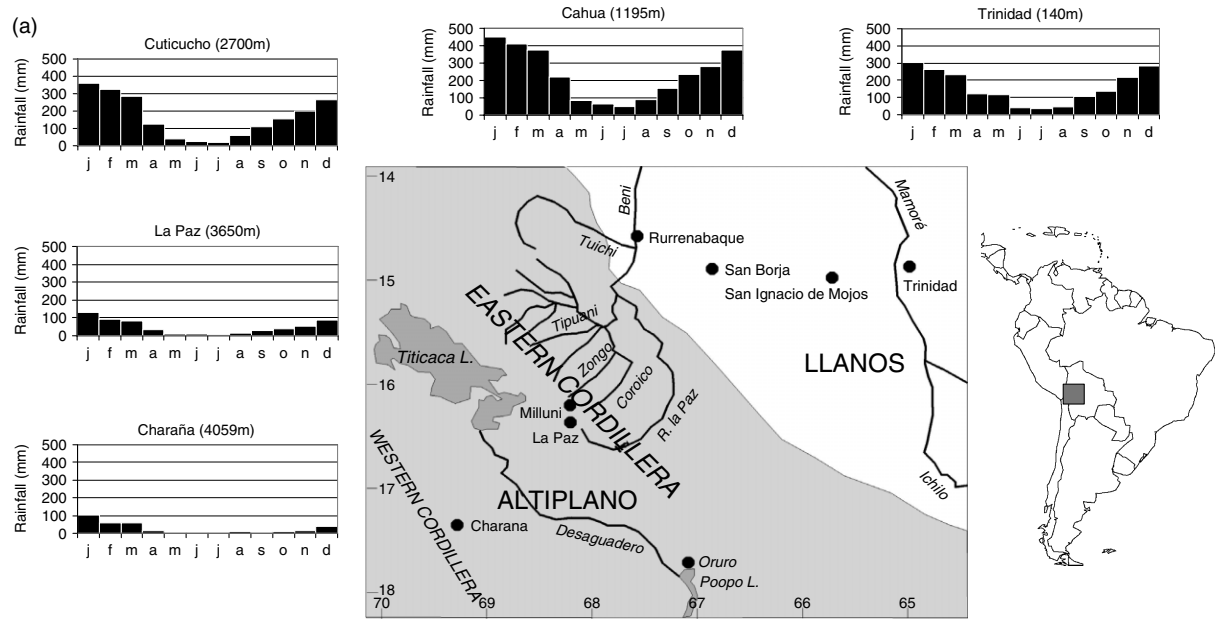 (a)
Cuticucho (2700m)
Rainfall (mm)
500
400
300
200
100
0
j f m a m j j a s o n d
Cahua (1195m)
Rainfall (mm)
500
400
300
200
100
0
j f m a m j j a s o n d
Trinidad (140m)
Rainfall (mm)
500
400
300
200
100
0
j f m a m j j a s o n d
La Paz (3650m)
Rainfall (mm)
500
400
300
200
100
0
j f m a m j j a s o n d
Charaña (4059m)
Rainfall (mm)
500
400
300
200
100
0
j f m a m j j a s o n d
14
15
16
17
18
70 69 68 67 66 65
Beni
Mamoré
Tuichi
Rurrenabaque
San Borja
San Ignacio de Mojos
Trinidad
EASTERN CORDILLERA
Tipuani
Titicaca L.
Zongo
Coroico
R. la Paz
LLANOS
Milluni
La Paz
WESTERN CORDILLERA
ALTIPLANO
Ichilo
Charana
Desaguadero
Oruro
Poopo L.